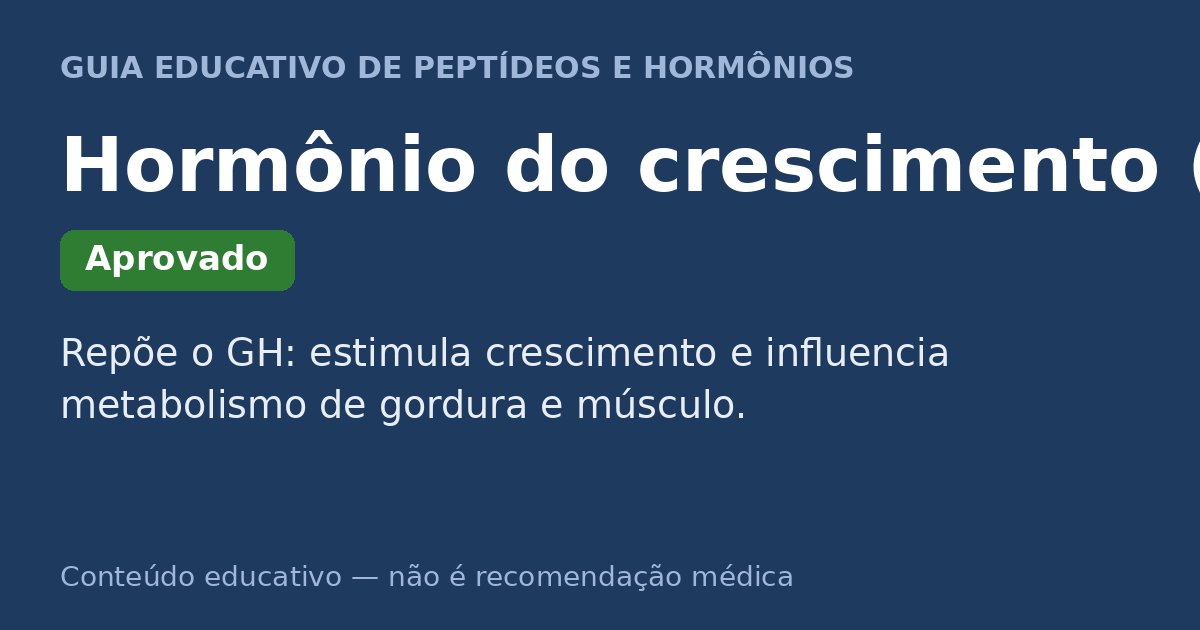 GUIA EDUCATIVO DE PEPTÍDEOS E HORMÔNIOS
Hormônio do crescimento (
Aprovado
Repõe o GH: estimula crescimento e influencia
metabolismo de gordura e músculo.
Conteúdo educativo — não é recomendação médica